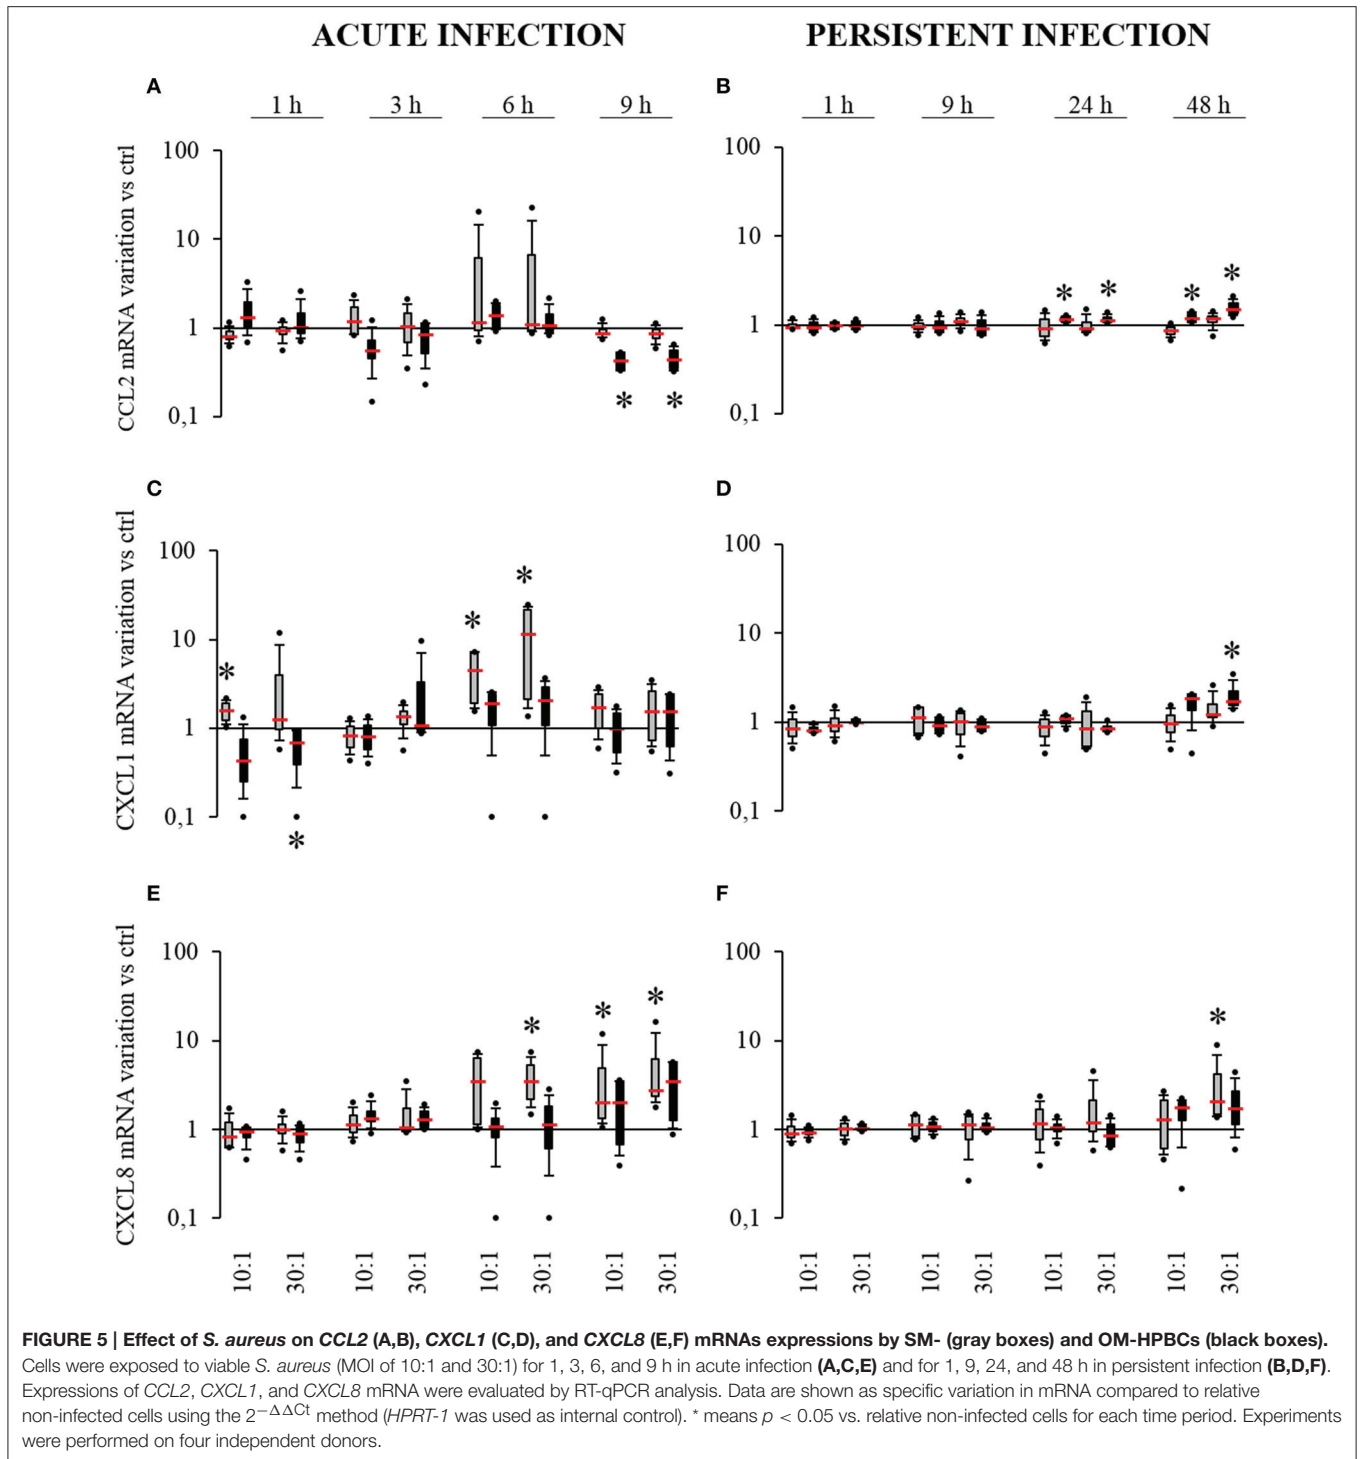 ACUTE INFECTION
PERSISTENT INFECTION
A
1 h
3 h
6 h
9 h
CCL2 mRNA variation vs ctrl
100
10
1
0,1
*
*
B
1 h
9 h
24 h
48 h
100
10
1
0,1
*
*
*
*
C
CXCL1 mRNA variation vs ctrl
100
10
1
0,1
*
*
*
*
D
100
10
1
0,1
*
E
CXCL8 mRNA variation vs ctrl
100
10
1
0,1
*
*
*
10:1
30:1
10:1
30:1
10:1
30:1
10:1
30:1
F
100
10
1
0,1
*
10:1
30:1
10:1
30:1
10:1
30:1
10:1
30:1
FIGURE 5 | Effect of S. aureus on CCL2 (A,B), CXCL1 (C,D), and CXCL8 (E,F) mRNAs expressions by SM- (gray boxes) and OM-HPBCs (black boxes).
Cells were exposed to viable S. aureus (MOI of 10:1 and 30:1) for 1, 3, 6, and 9 h in acute infection (A,C,E) and for 1, 9, 24, and 48 h in persistent infection (B,D,F).
Expressions of CCL2, CXCL1, and CXCL8 mRNA were evaluated by RT-qPCR analysis. Data are shown as specific variation in mRNA compared to relative
non-infected cells using the 2−ΔΔCt method (HPRT-1 was used as internal control). * means p < 0.05 vs. relative non-infected cells for each time period. Experiments
were performed on four independent donors.